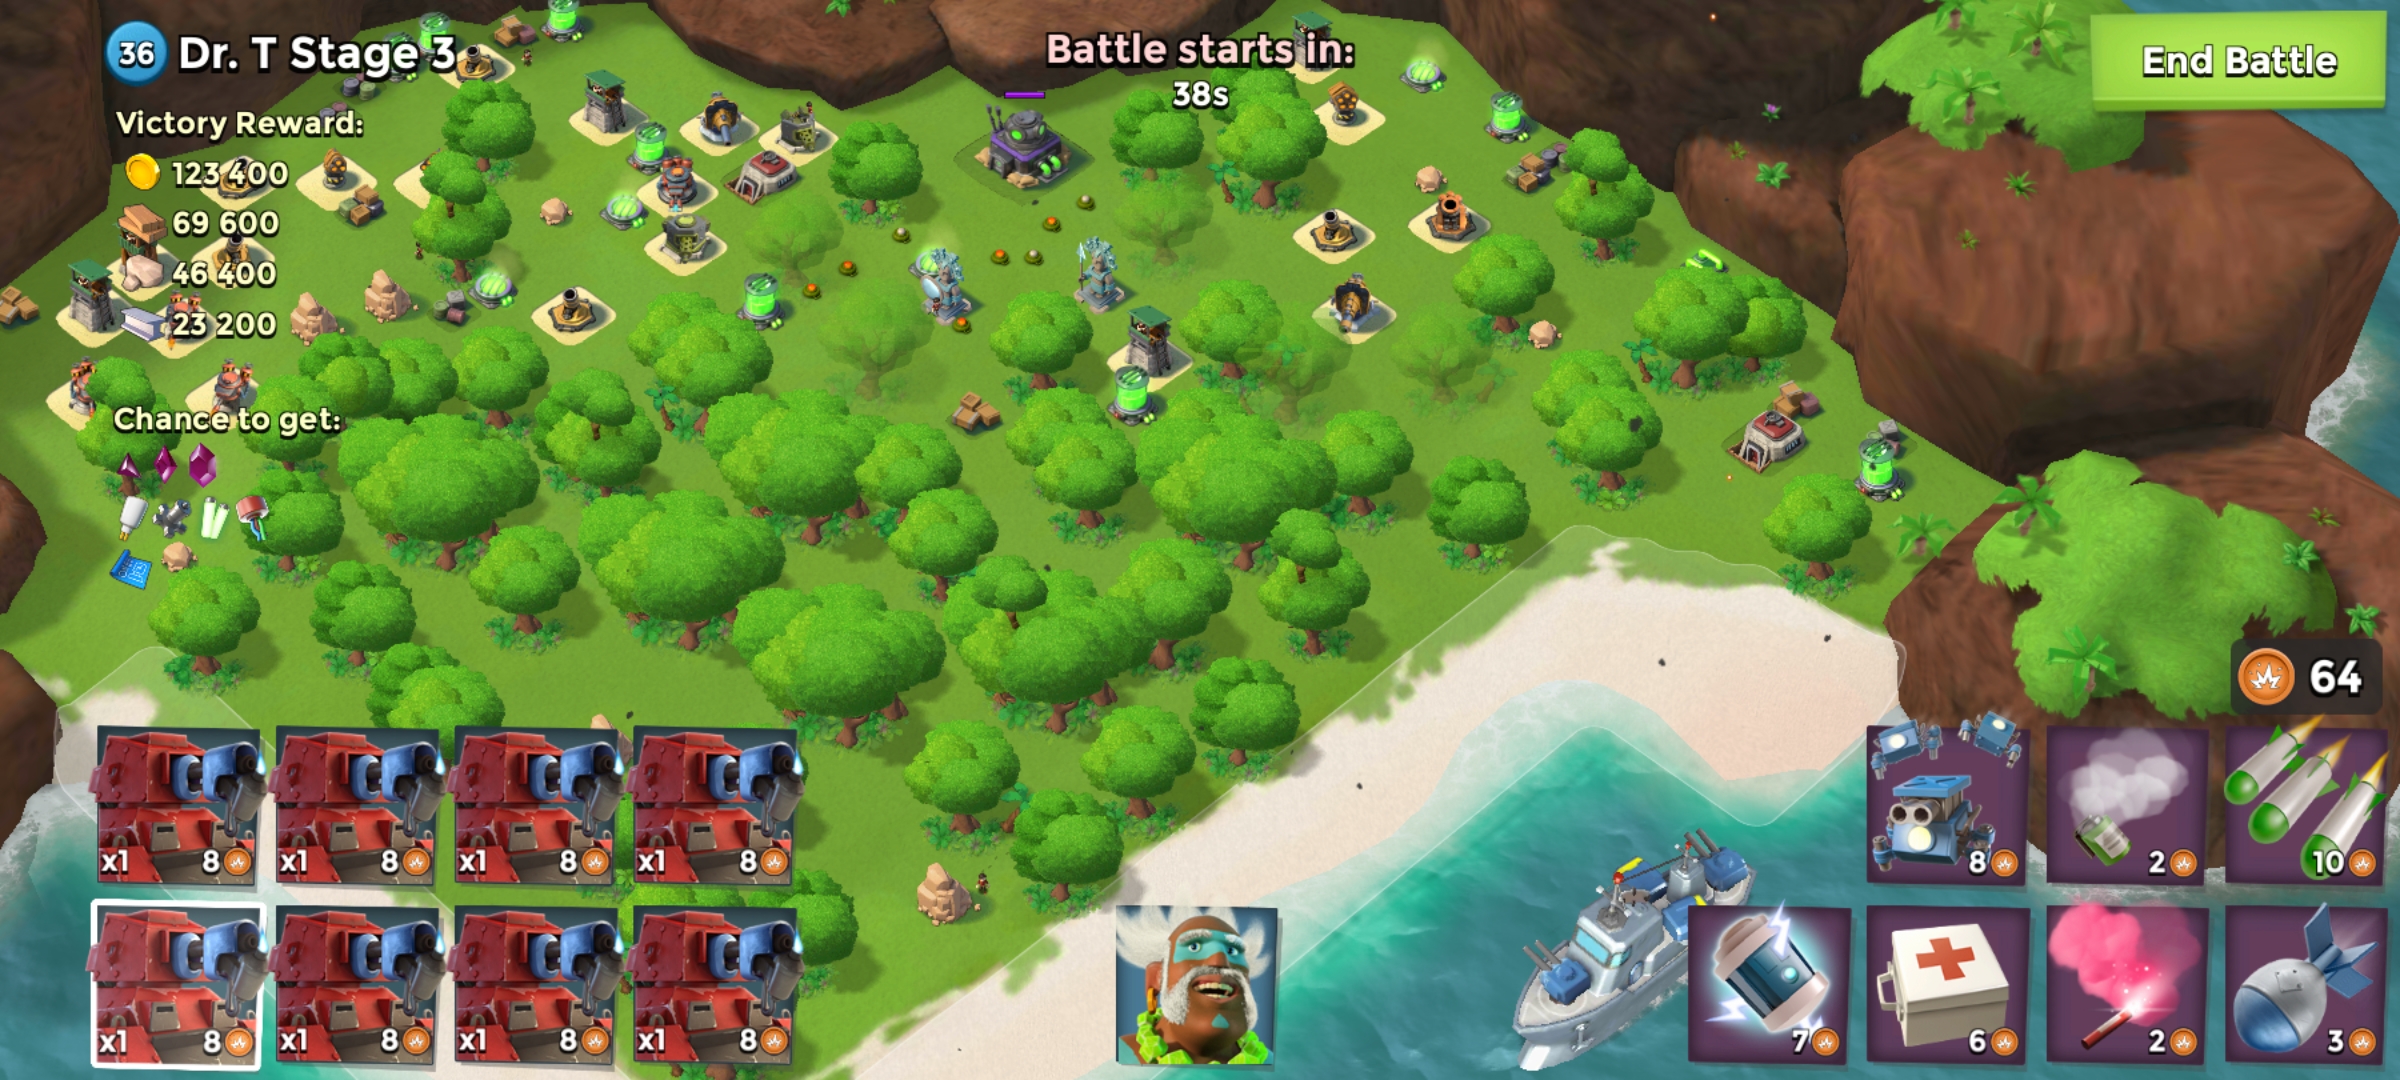 36 Dr. T Stage 3
Battle starts in:
38s
End Battle
Victory Reward:
123 400
69 600
46 400
23 200
Chance to get:
64
x1 8 x1 8 x1 8 x1 8
8 2 10
x1 8 x1 8 x1 8 x1 8
7 6 2 3